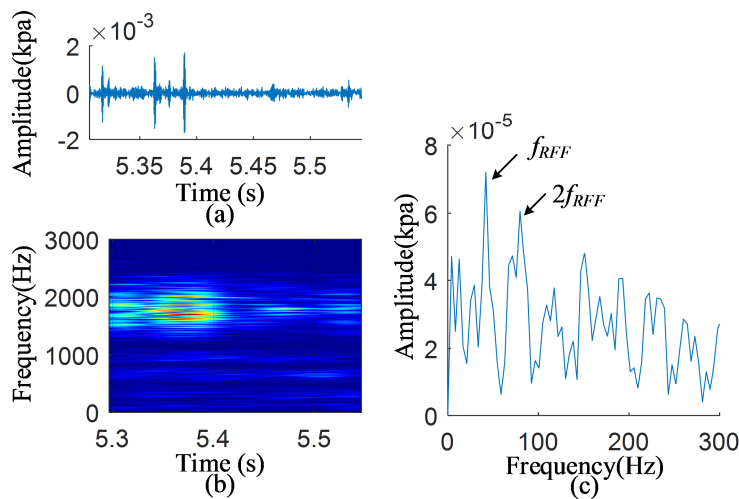 ×10⁻³
Amplitude(kpa)
2
0
-2
5.35 5.4 5.45 5.5
Time (s)
(a)
Frequency(Hz)
3000
2000
1000
0
5.3 5.4 5.5
Time (s)
(b)
×10⁻⁵
Amplitude(kpa)
8
6
4
2
0
fRFF
2fRFF
0 100 200 300
Frequency(Hz)
(c)